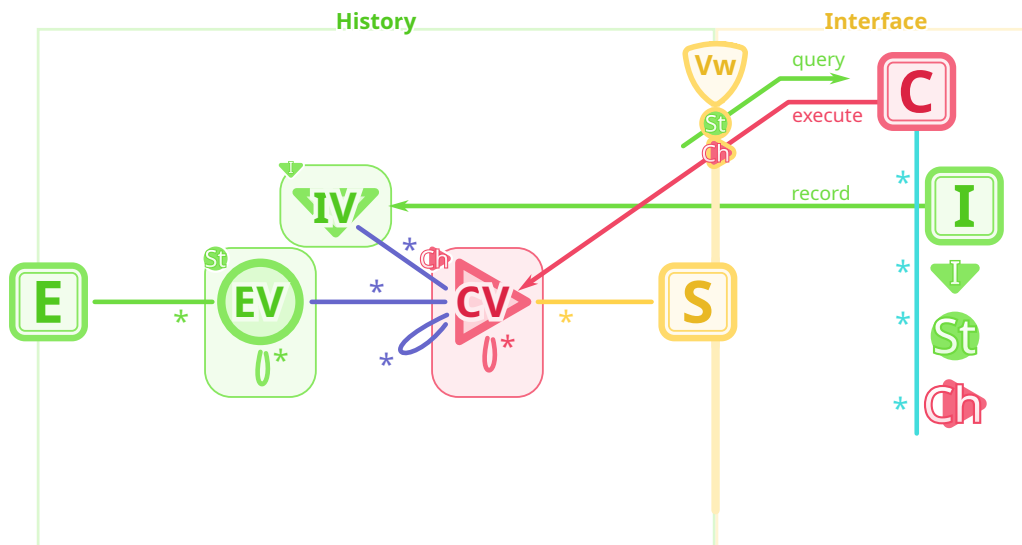 History
Interface
Vw
query
C
St
execute
Ch
I
IV
*
record
I
*
St
Ch
*
I
E
EV
*
CV
S
*
*
*
St
*
*
*
Ch
*